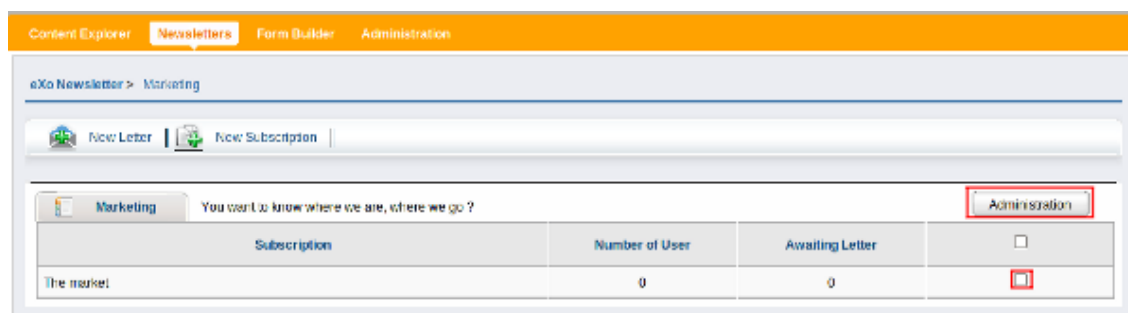 Content Explorer Newsletters Form Builder Administration
eXo Newsletter > Marketing
New Letter New Subscription
Marketing You want to know where we are, where we go ? Administration
Subscription Number of User Awaiting Letter
The market 0 0